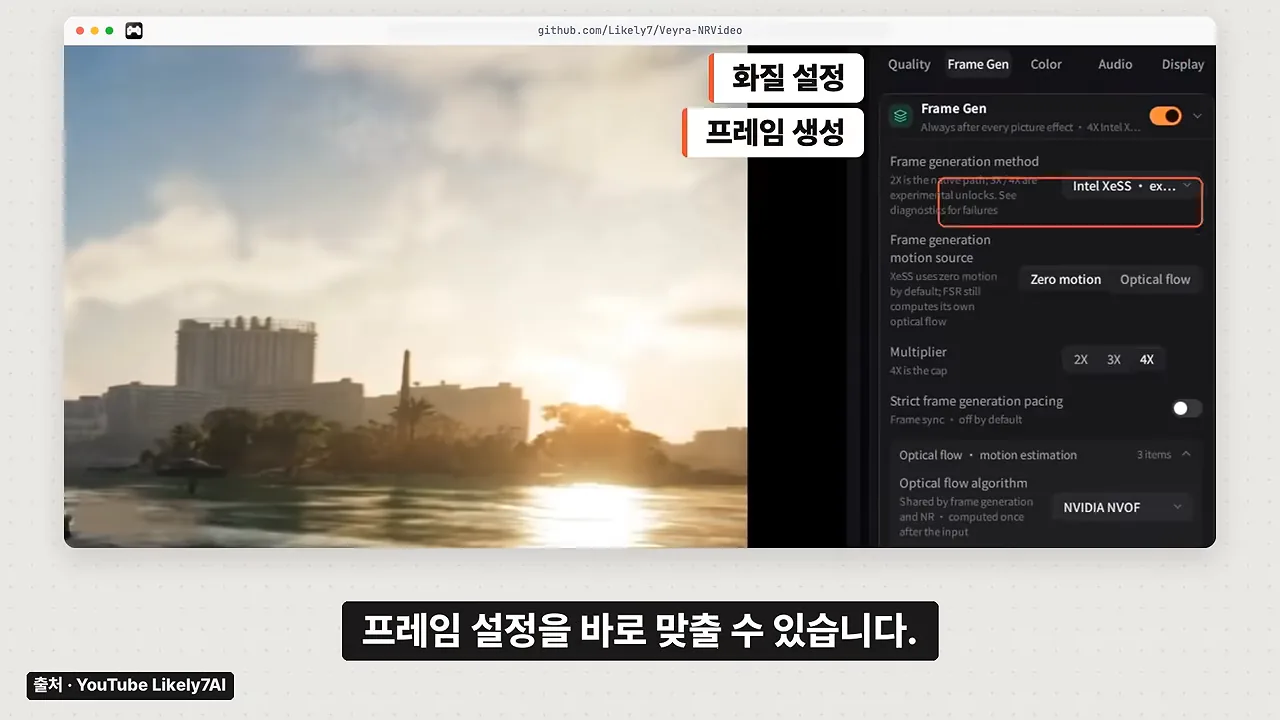 github.com/Likely7/Veyra-NRVideo
화질 설정
프레임 생성
Quality Frame Gen Color Audio Display
Frame Gen
Always after every picture effect • 4X Intel X...
Frame generation method
2X is the native path; 3X / 4X are
experimental unlocks. See
diagnostics for failures
Intel XeSS • ex...
Frame generation
motion source
XeSS uses zero motion
by default; FSR still
computes its own
optical flow
Zero motion Optical flow
Multiplier
4X is the cap
2X 3X 4X
Strict frame generation pacing
Frame sync • off by default
Optical flow • motion estimation 3 items
Optical flow algorithm
Shared by frame generation
and NR • computed once
after the input
NVIDIA NVOF
프레임 설정을 바로 맞출 수 있습니다.
출처 · YouTube Likely7AI